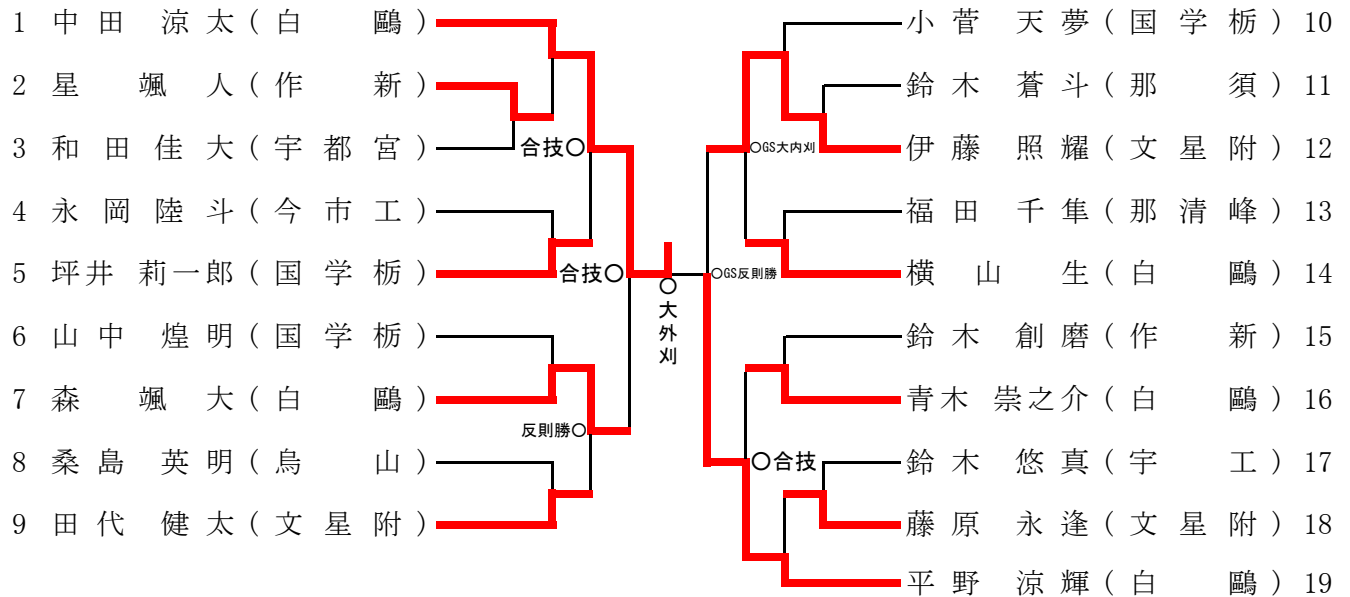 1 中田 涼太(白 鷗)
2 星 颯人(作 新)
3 和田佳大(宇都宮)
4 永岡陸斗(今市工)
5 坪井 莉一郎(国学栃)
6 山中 煌明(国学栃)
7 森 颯大(白 鷗)
8 桑島 英明(烏 山)
9 田代 健太(文星附)
合技〇
合技〇
反則勝〇
〇大外刈
〇GS大内刈
〇GS反則勝
〇合技
小菅 天夢(国学栃) 10
鈴木 蒼斗(那 須) 11
伊藤 照耀(文星附) 12
福田 千隼(那清峰) 13
横山 生(白 鷗) 14
鈴木 創磨(作 新) 15
青木 崇之介(白 鷗) 16
鈴木 悠真(宇 工) 17
藤原 永逢(文星附) 18
平野 涼輝(白 鷗) 19